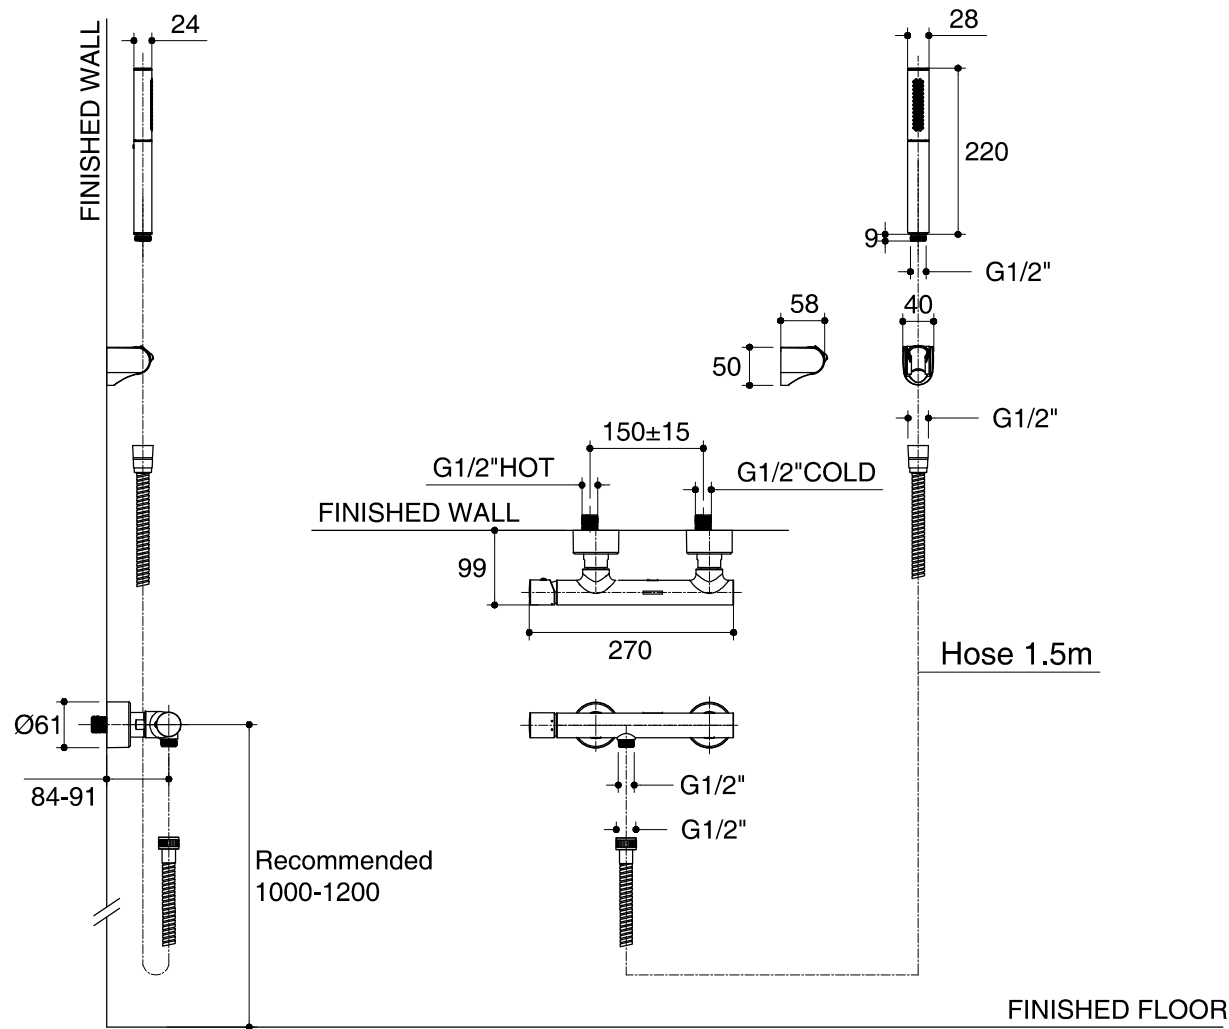 24
28
FINISHED WALL
220
9
G1/2"
58
40
50
G1/2"
150±15
G1/2"HOT
G1/2"COLD
FINISHED WALL
99
270
Hose 1.5m
Ø61
84-91
G1/2"
G1/2"
Recommended
1000-1200
FINISHED FLOOR